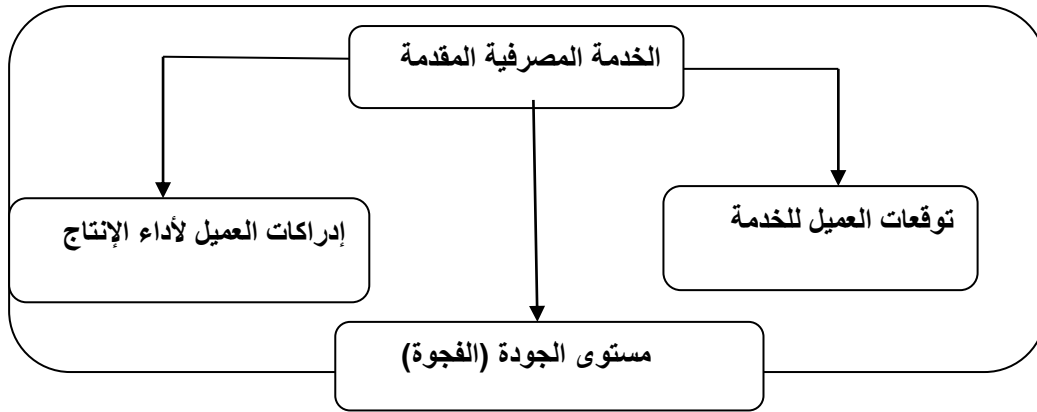 الخدمة المصرفية المقدمة
توقعات العميل للخدمة
إدراكات العميل لأداء الإنتاج
مستوى الجودة (الفجوة)